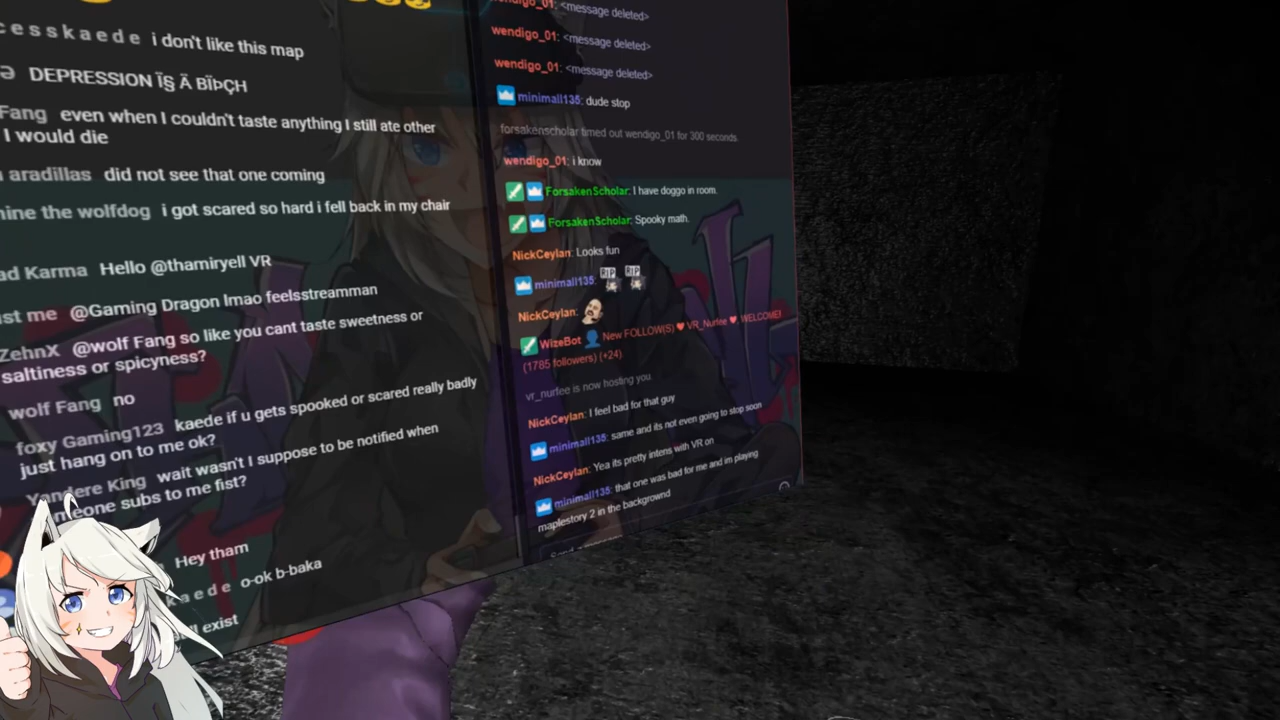 c e s s k a e d e i don't like this map
ə DEPRESSION Ï§ Ä BÏÞÇH
Fang even when I couldn't taste anything I still ate other
I would die
aradillas did not see that one coming
nine the wolfdog i got scared so hard i fell back in my chair
ad Karma Hello @thamiryell VR
ust me @Gaming Dragon lmao feelsstreamman
ZehnX @wolf Fang so like you cant taste sweetness or
saltiness or spicyness?
wolf Fang no
foxy Gaming123 kaede if u gets spooked or scared really badly
just hang on to me ok?
Yandere King wait wasn't I suppose to be notified when
meone subs to me fist?
Hey tham
k a e d e o-ok b-baka
exist
wendigo_01: <message deleted>
wendigo_01: <message deleted>
wendigo_01: <message deleted>
minimall135: dude stop
forsakenscholar timed out wendigo_01 for 300 seconds.
wendigo_01: i know
ForsakenScholar: I have doggo in room.
ForsakenScholar: Spooky math.
NickCeylan: Looks fun
minimall135: RIP RIP
NickCeylan:
WizeBot New FOLLOW(S) ♥ VR_Nurfee ♥, WELCOME!
(1785 followers) (+24)
vr_nurfee is now hosting you.
NickCeylan: I feel bad for that guy
minimall135: same and its not even going to stop soon
NickCeylan: Yea its pretty intens with VR on
minimall135: that one was bad for me and im playing
maplestory 2 in the backgrownd